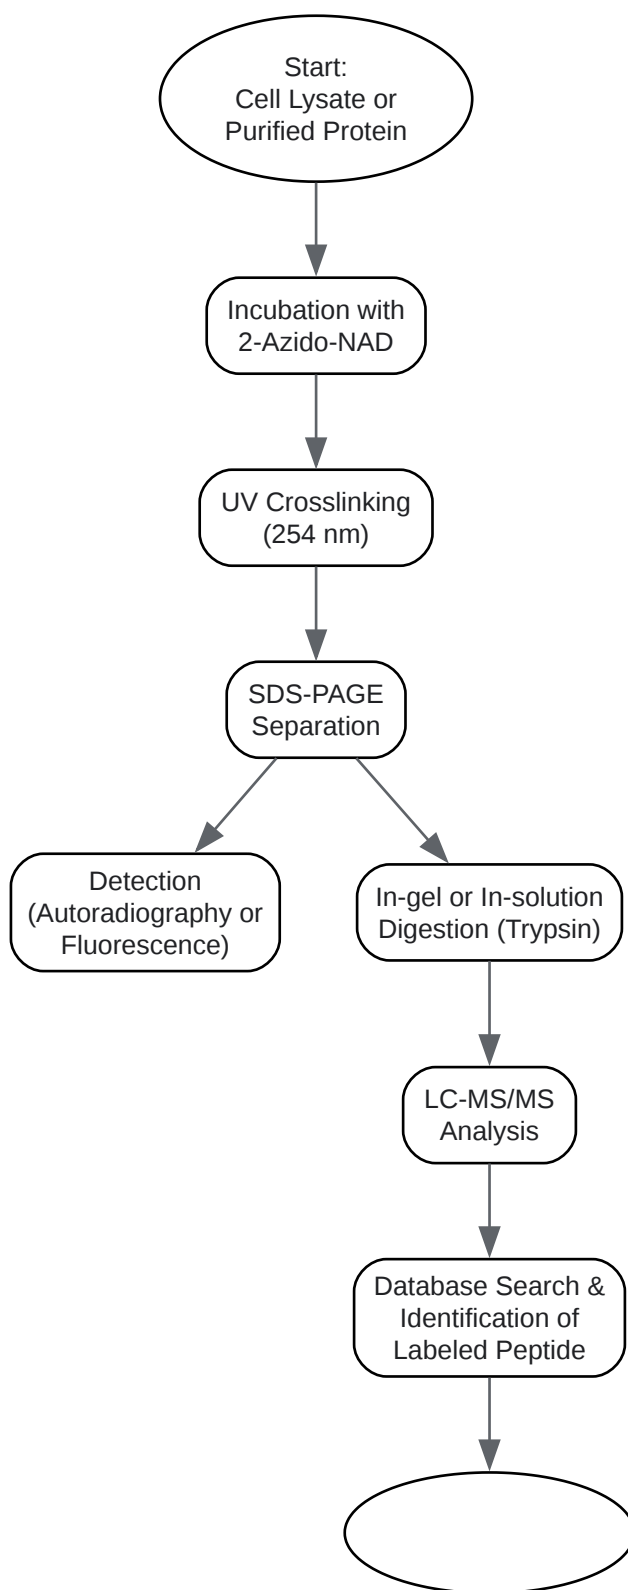 Start:
Cell Lysate or
Purified Protein
Incubation with
2-Azido-NAD
UV Crosslinking
(254 nm)
SDS-PAGE
Separation
Detection
(Autoradiography or
Fluorescence)
In-gel or In-solution
Digestion (Trypsin)
LC-MS/MS
Analysis
Database Search &
Identification of
Labeled Peptide